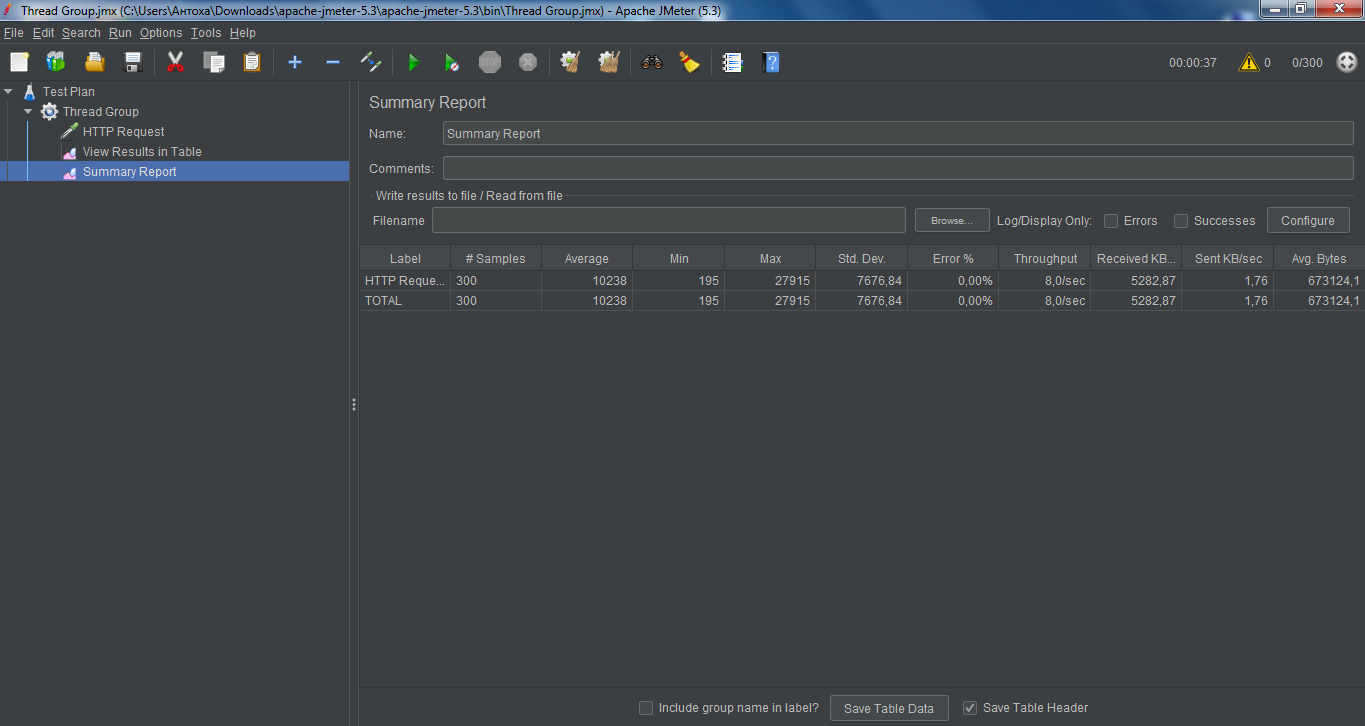 Thread Group.jmx (C:\Users\Антоха\Downloads\apache-jmeter-5.3\apache-jmeter-5.3\bin\Thread Group.jmx) - Apache JMeter (5.3)
File Edit Search Run Options Tools Help
STOP 00:00:37 0 0/300
Test Plan
Thread Group
HTTP Request
View Results in Table
Summary Report
Summary Report
Name: Summary Report
Comments:
Write results to file / Read from file
Filename Browse... Log/Display Only: Errors Successes Configure
Label # Samples Average Min Max Std. Dev. Error % Throughput Received KB... Sent KB/sec Avg. Bytes
HTTP Reque... 300 10238 195 27915 7676,84 0,00% 8,0/sec 5282,87 1,76 673124,1
TOTAL 300 10238 195 27915 7676,84 0,00% 8,0/sec 5282,87 1,76 673124,1
Include group name in label? Save Table Data Save Table Header